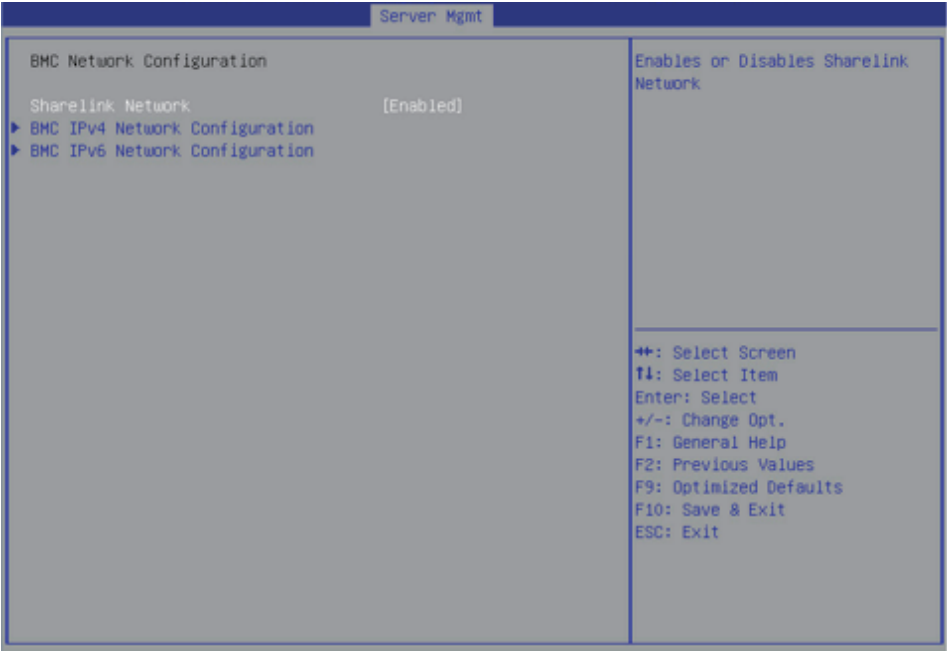 Server Mgmt
BMC Network Configuration
Sharelink Network [Enabled]
BMC IPv4 Network Configuration
BMC IPv6 Network Configuration
Enables or Disables Sharelink
Network
→←: Select Screen
↑↓: Select Item
Enter: Select
+/-: Change Opt.
F1: General Help
F2: Previous Values
F9: Optimized Defaults
F10: Save & Exit
ESC: Exit